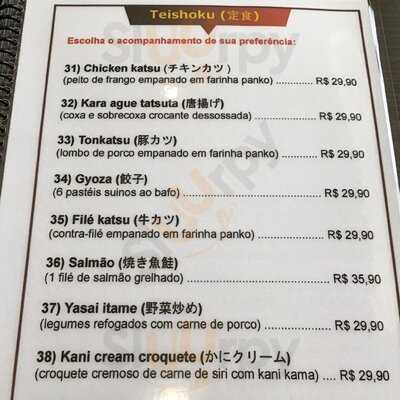 Teishoku (定食)
Escolha o acompanhamento de sua preferência:
31) Chicken katsu (チキンカツ)
(peito de frango empanado em farinha panko) .......... R$ 29,90
32) Kara ague tatsuta (唐揚げ)
(coxa e sobrecoxa crocante dessossada) .................. R$ 29,90
33) Tonkatsu (豚カツ)
(lombo de porco empanado em farinha panko) ............ R$ 29,90
34) Gyoza (餃子)
(6 pastéis suinos ao bafo) ........................................ R$ 29,90
35) Filé katsu (牛カツ)
(contra-filé empanado em farinha panko) .................... R$ 29,90
36) Salmão (焼き魚鮭)
(1 filé de salmão grelhado) ........................................ R$ 35,90
37) Yasai itame (野菜炒め)
(legumes refogados com carne de porco) .................. R$ 29,90
38) Kani cream croquete (かにクリーム)
(croquete cremoso de carne de siri com kani kama) .... R$ 29,90
Sluurpy
Sluurpy
Sluurpy